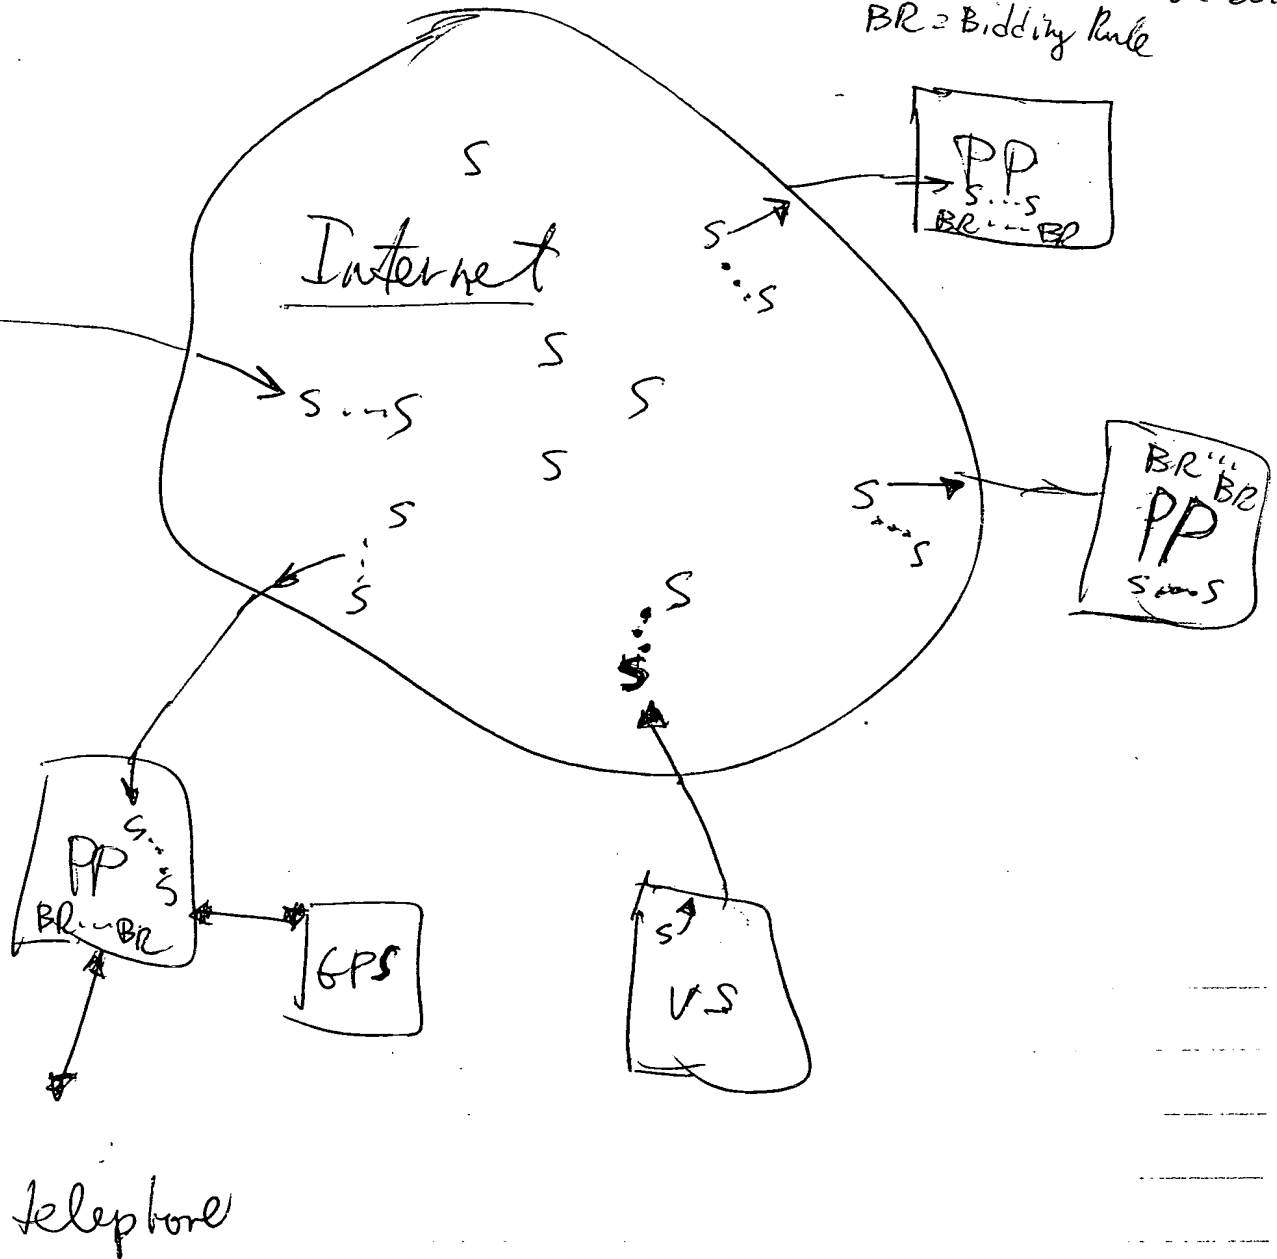 BR = Bidding Rule
PP
S...S
BR...BR
S
Internet
S
...S
S
S
S...S
S
BR...
BR
PP
S...S
S
S
...S
S
S
S
S
PP
S...
S
BR...BR
GPS
S
VS
telephone